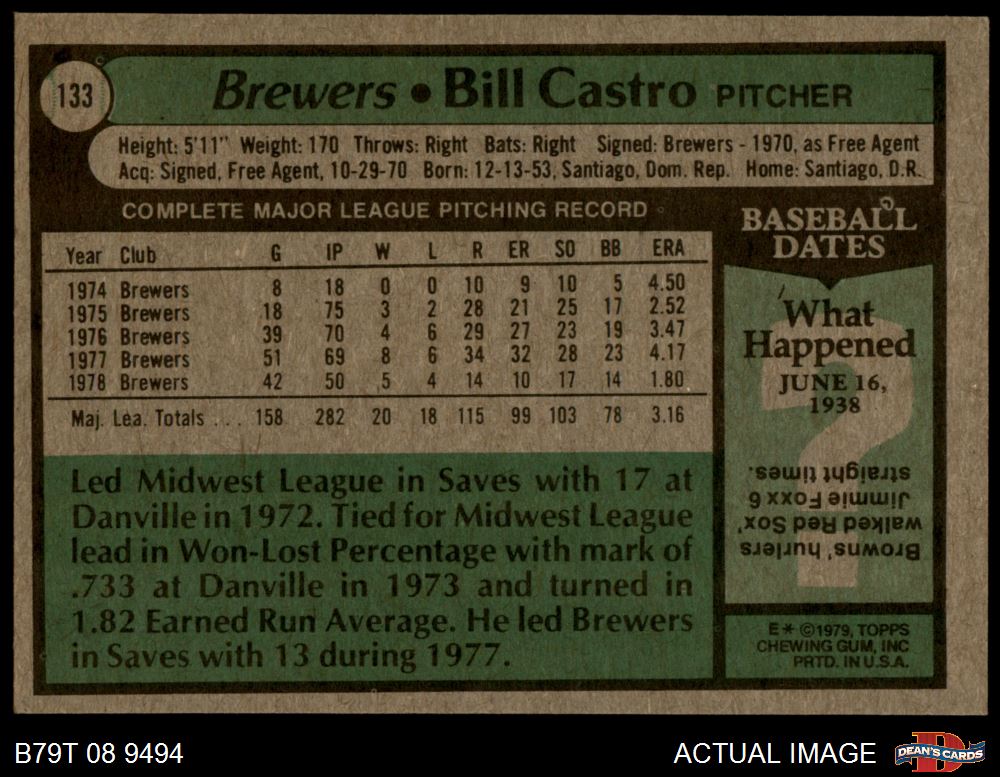 133
Brewers • Bill Castro PITCHER
Height: 5'11" Weight: 170 Throws: Right Bats: Right Signed: Brewers - 1970, as Free Agent
Acq: Signed, Free Agent, 10-29-70 Born: 12-13-53, Santiago, Dom. Rep. Home: Santiago, D.R.
COMPLETE MAJOR LEAGUE PITCHING RECORD
Year Club G IP W L R ER SO BB ERA
1974 Brewers 8 18 0 0 10 9 10 5 4.50
1975 Brewers 18 75 3 2 28 21 25 17 2.52
1976 Brewers 39 70 4 6 29 27 23 19 3.47
1977 Brewers 51 69 8 6 34 32 28 23 4.17
1978 Brewers 42 50 5 4 14 10 17 14 1.80
Maj. Lea. Totals ... 158 282 20 18 115 99 103 78 3.16
Led Midwest League in Saves with 17 at
Danville in 1972. Tied for Midwest League
lead in Won-Lost Percentage with mark of
.733 at Danville in 1973 and turned in
1.82 Earned Run Average. He led Brewers
in Saves with 13 during 1977.
BASEBALL
DATES
What
Happened
JUNE 16,
1938
Browns' hurlers
walked Red Sox'
Jimmie Foxx 6
straight times.
E* ©1979, TOPPS
CHEWING GUM, INC
PRTD. IN U.S.A.
B79T 08 9494
ACTUAL IMAGE
DEAN'S CARDS